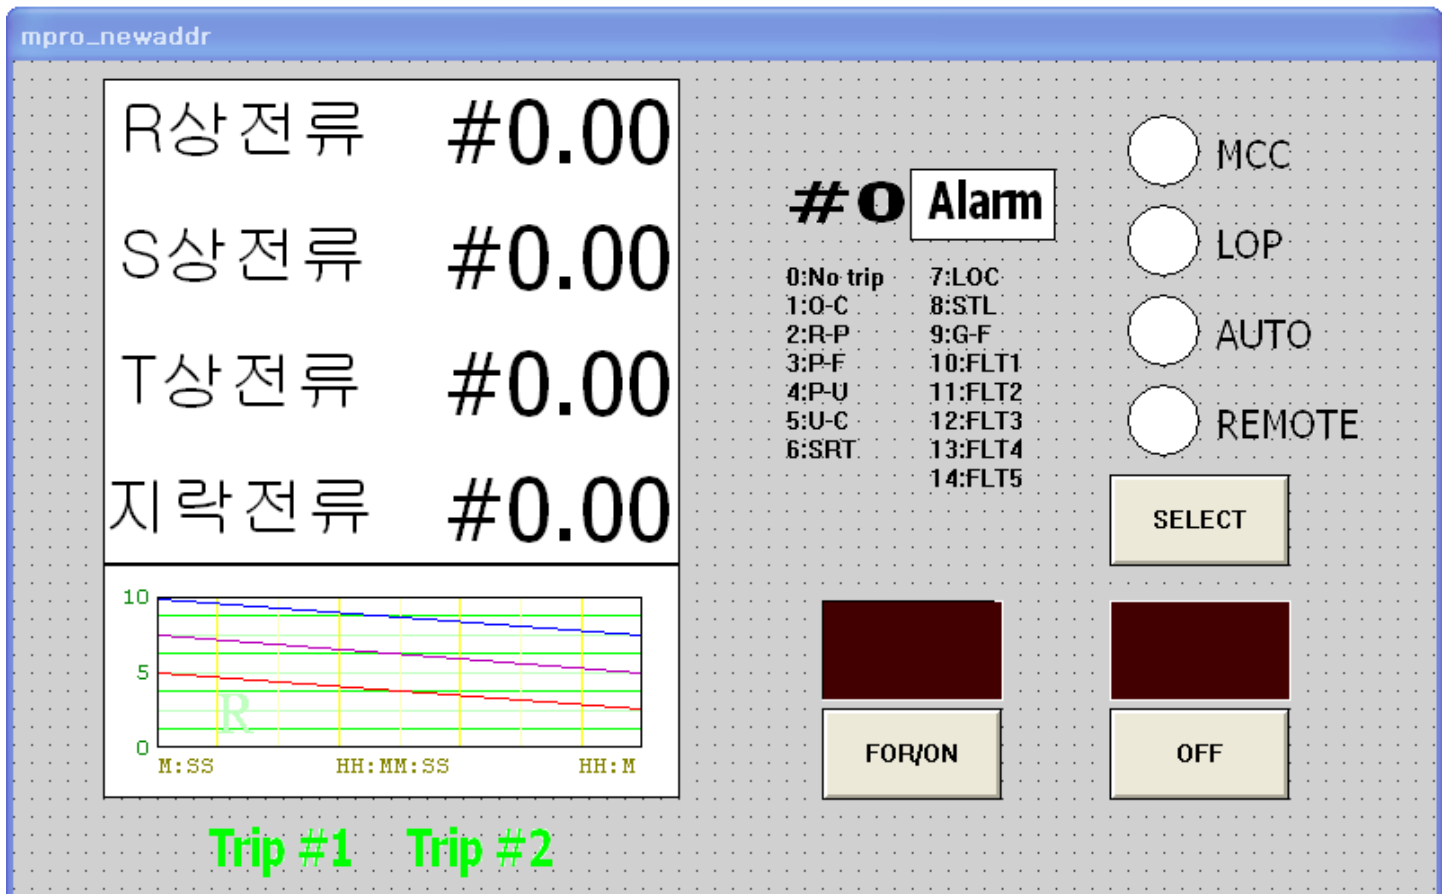 mpro_newaddr
R상전류 #0.00
S상전류 #0.00
T상전류 #0.00
지락전류 #0.00
10
5
0
R
M:SS HH:MM:SS HH:M
Trip #1 Trip #2
#0 Alarm
0:No trip 7:LOC
1:O-C 8:STL
2:R-P 9:G-F
3:P-F 10:FLT1
4:P-U 11:FLT2
5:U-C 12:FLT3
6:SRT 13:FLT4
14:FLT5
MCC
LOP
AUTO
REMOTE
SELECT
FOR/ON OFF